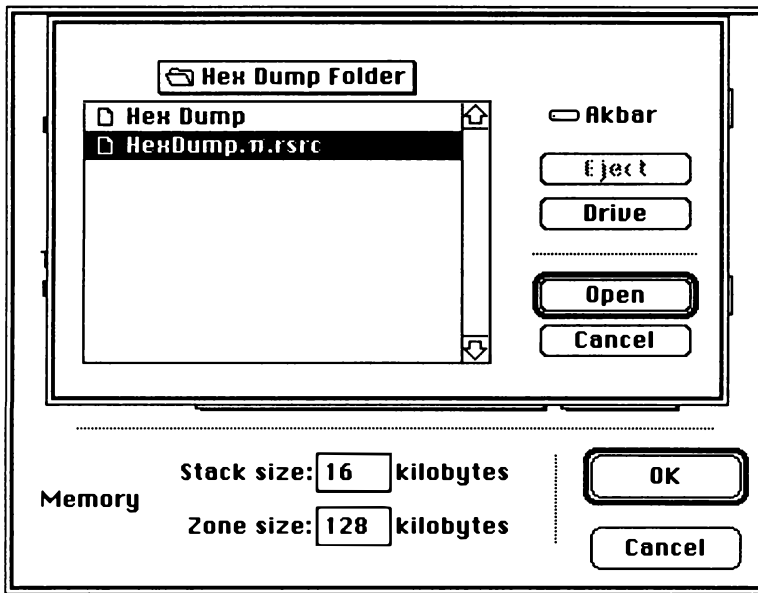 Hex Dump Folder
Hex Dump
HexDump.π.rsrc
Akbar
Eject
Drive
Open
Cancel
Memory
Stack size: 16 kilobytes
Zone size: 128 kilobytes
OK
Cancel